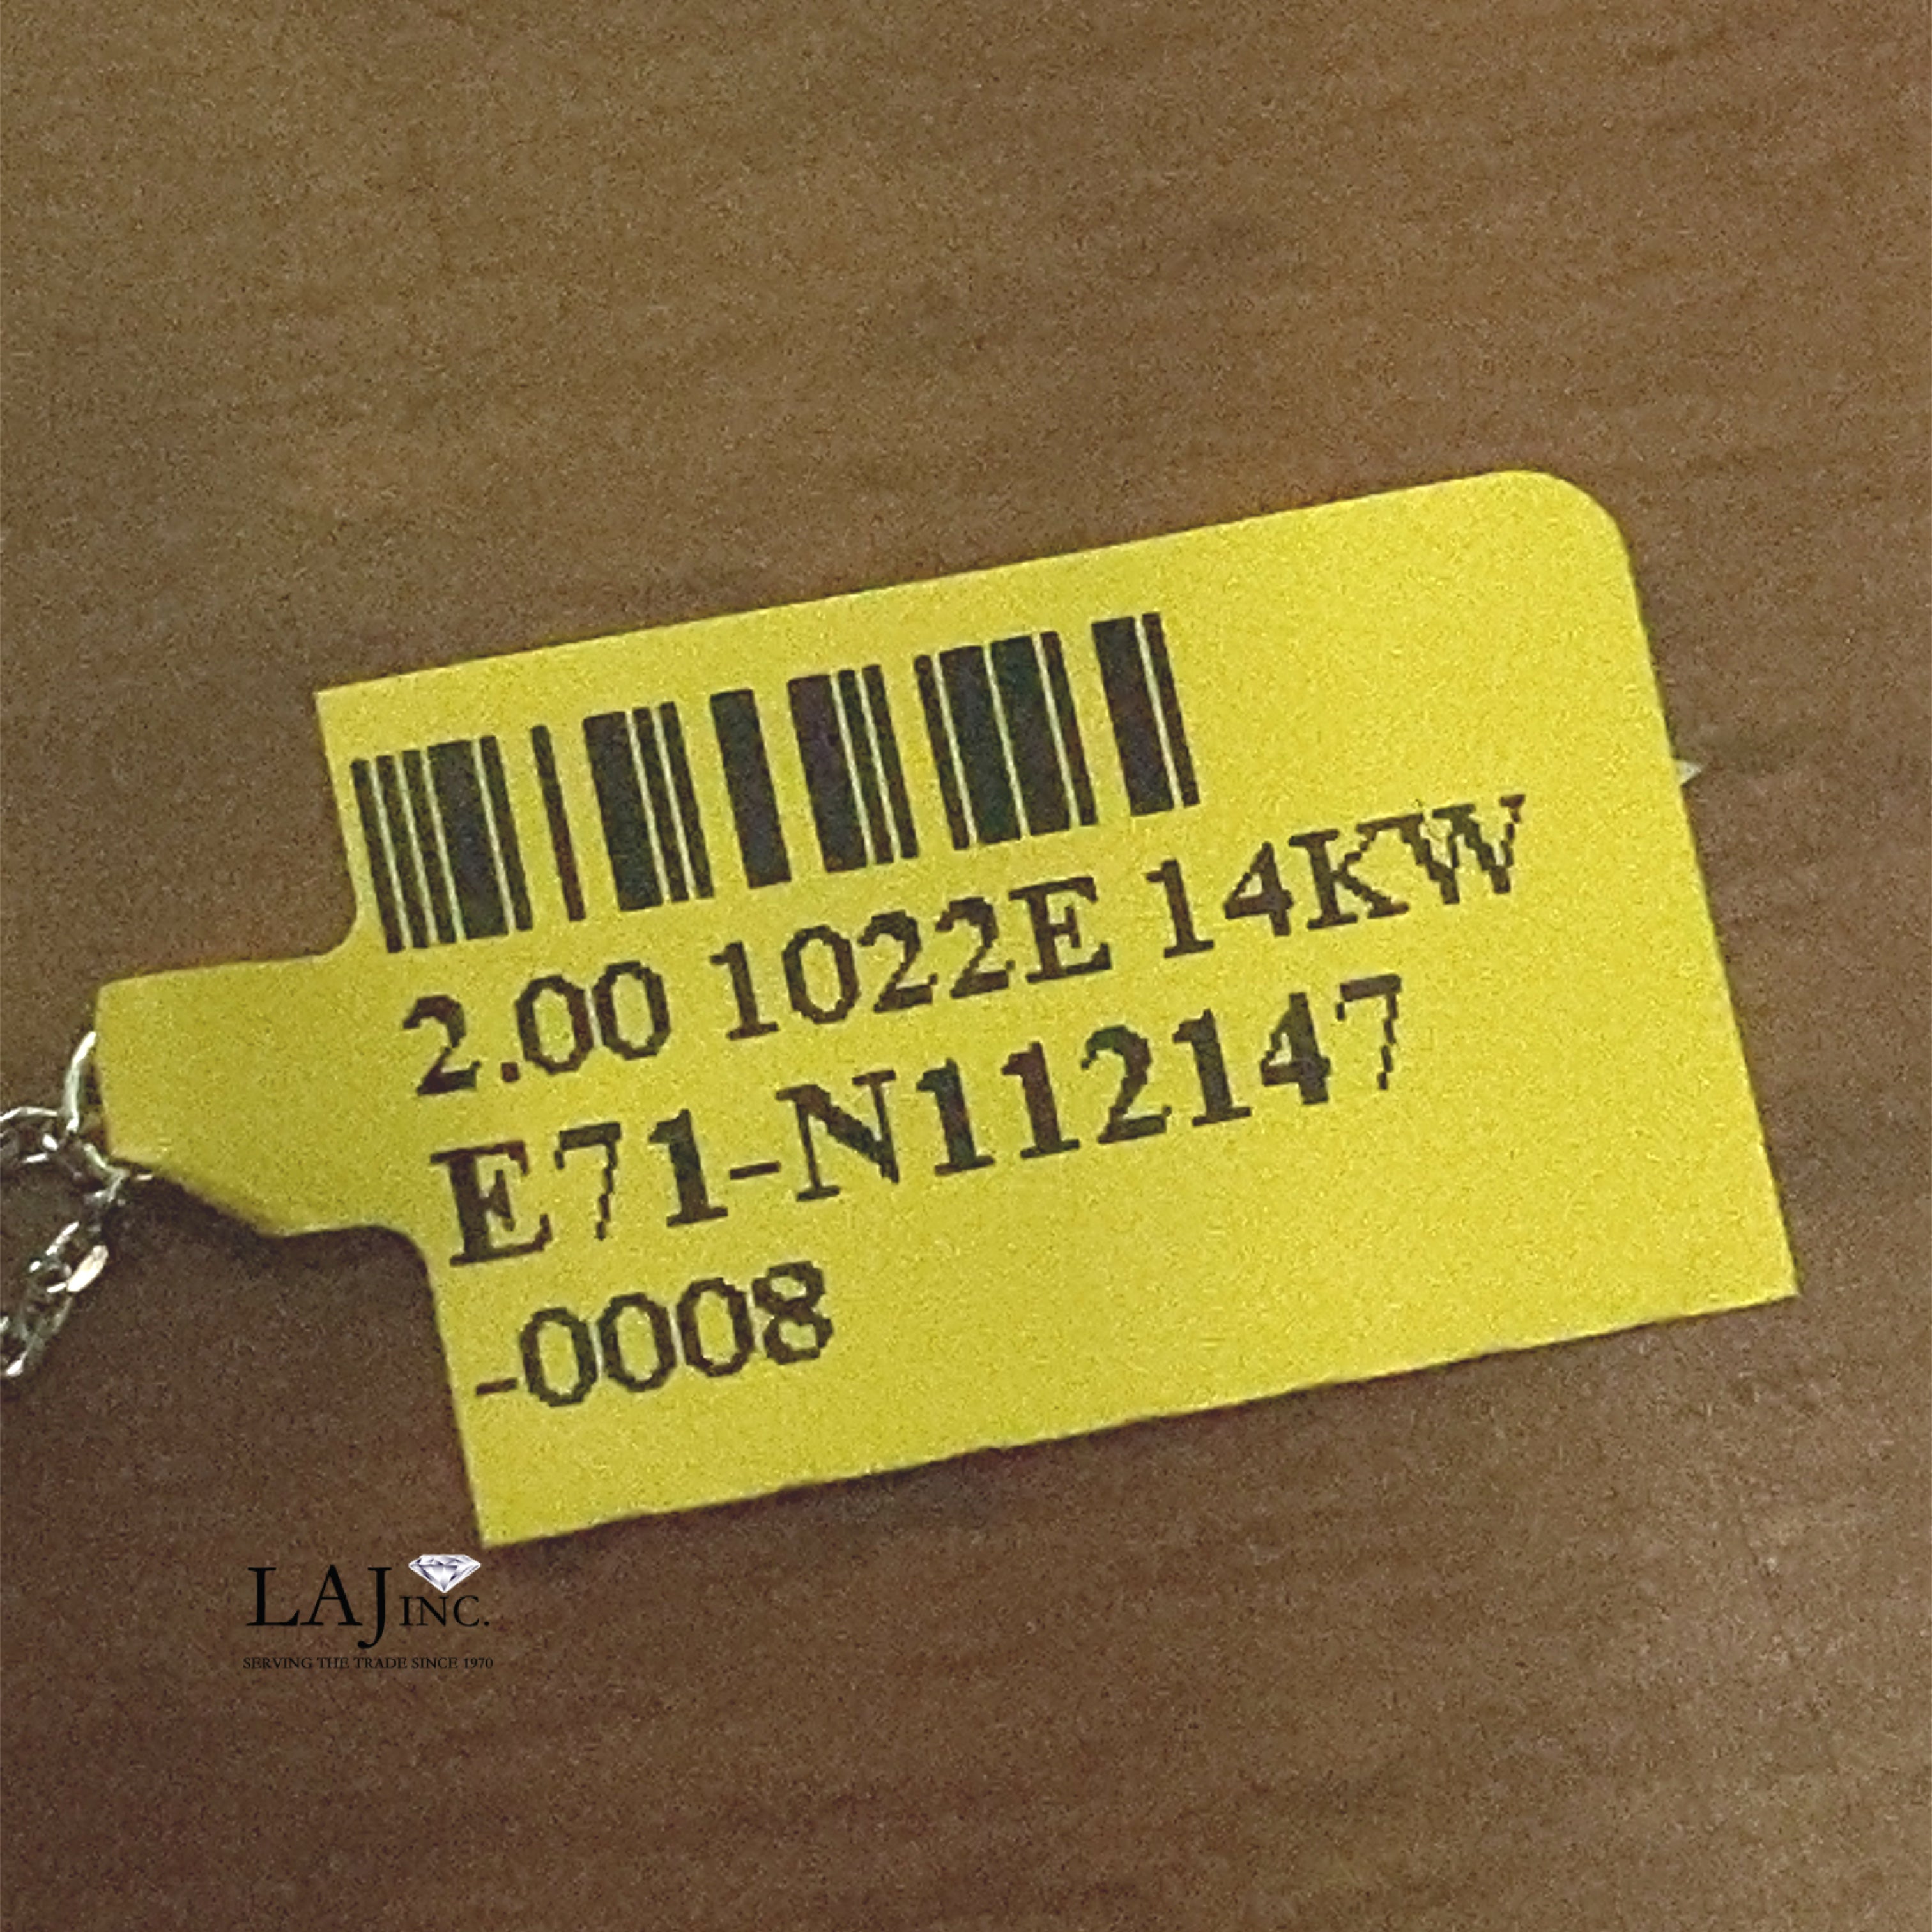 2.00 1022E 14KW
E71-N112147
-0008
LAJ INC.
SERVING THE TRADE SINCE 1970